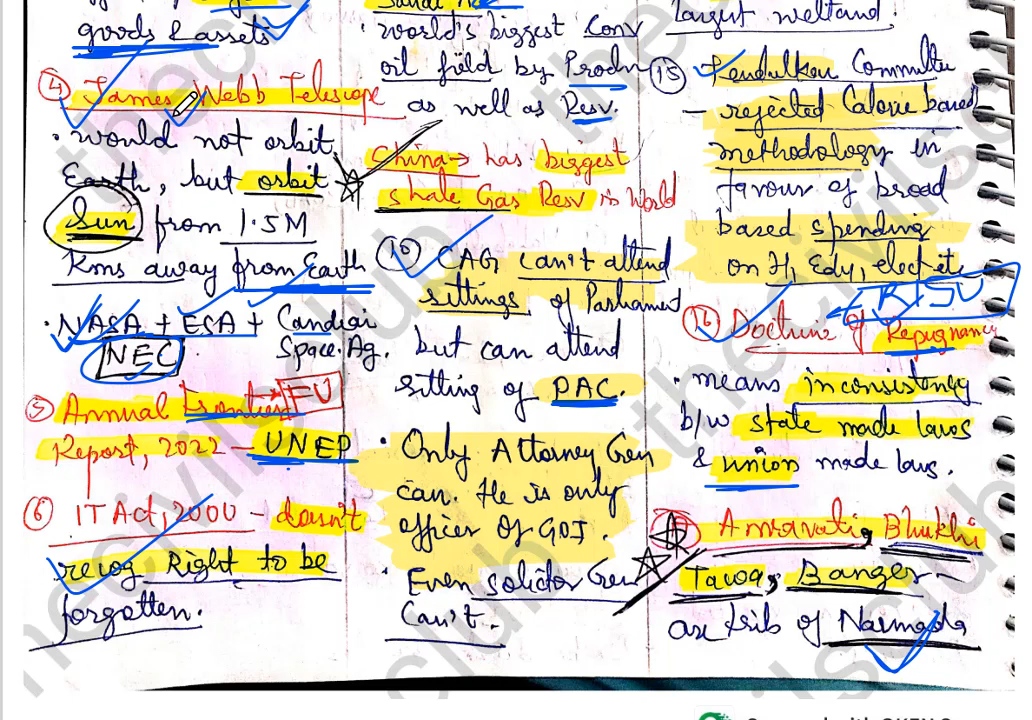 goods & assets
④ James Webb Telescope
• would not orbit
Earth, but orbit
Sun from 1.5M
Kms away from Earth
• NASA + ESA +
Space. Ag.
NEC
EU
⑤ Annual Frontiers
Report, 2022 - UNEP
⑥ IT Act, 2000 - doesn't
recog Right to be
forgotten.
world's biggest Conv
oil field by Prodn
as well as Resv.
China → has biggest
shale Gas Resv in World
⑩ CAG can't attend
sittings of Parliament
but can attend
sitting of PAC.
• Only Attorney Gen
can. He is only
officer of GOI.
• Even solicitor Gen
Can't.
largest wetland.
⑮ Tendulkar Committee
- rejected Calorie based
methodology in
favour of broad
based spending
on H, Edu, elec etc
⑯ Doctrine of Repugnancy
• means inconsistency
b/w state made laws
& union made laws.
Amravati, Bhukhi
Tawa, Banger -
are trib of Narmada
thecivilsclub